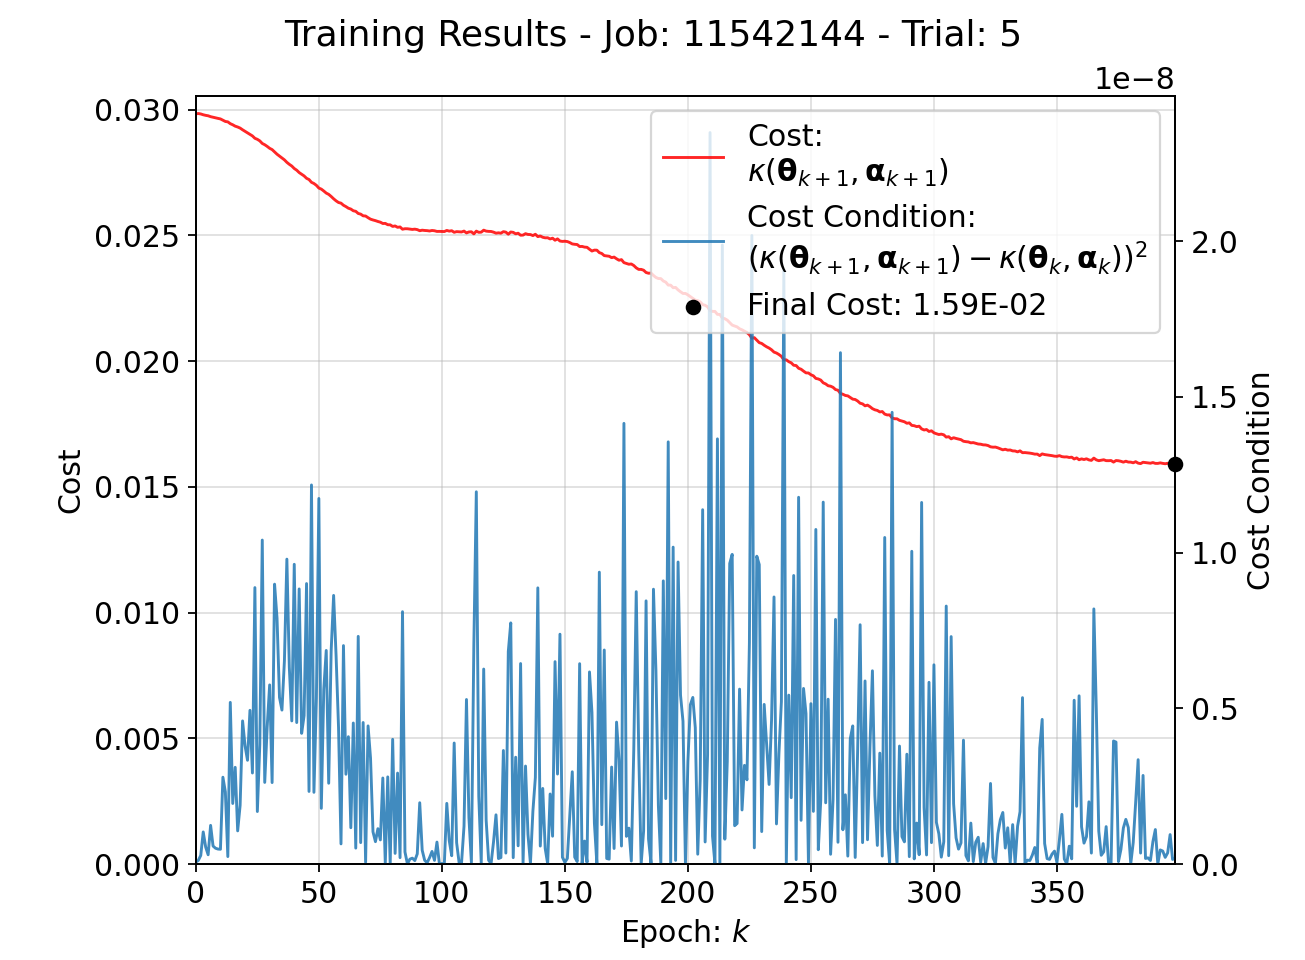 Training Results - Job: 11542144 - Trial: 5
1e−8
Cost:
κ(θ_{k+1}, α_{k+1})
Cost Condition:
(κ(θ_{k+1}, α_{k+1}) − κ(θ_k, α_k))²
Final Cost: 1.59E-02
0.030
0.025
0.020
0.015
0.010
0.005
0.000
Cost
2.0
1.5
1.0
0.5
0.0
Cost Condition
0 50 100 150 200 250 300 350
Epoch: k